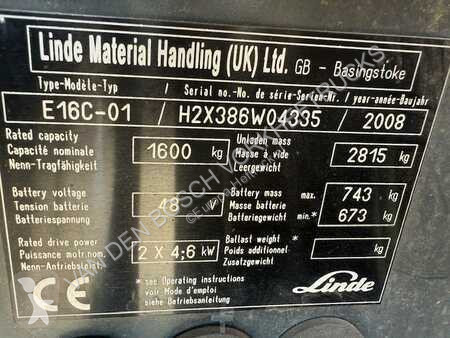 Linde Material Handling (UK) Ltd. GB - Basingstoke
Type-Modèle-Typ / Serial no.-No. de série-Serien-Nr. / year-année-Baujahr
E16C-01 / H2X386W04335 / 2008
Rated capacity
Capacité nominale 1600 kg
Nenn-Tragfähigkeit
Unladen mass
Masse à vide 2815 kg
Leergewicht
Battery voltage
Tension batterie 48 V
Batteriespannung
Battery mass max. 743 kg
Masse batterie
Batteriegewicht min.* 673 kg
Rated drive power
Puissance motr.nom. 2 X 4,6 kW
Nenn-Antriebsleist.
Ballast weight *
Poids additionnel kg
Zusatzgewicht
* see Operating instructions
voir Mode d'emploi
siehe Betriebsanleitung
CE
Linde
VAN DEN BOSCH VORKHEFTRUCKS